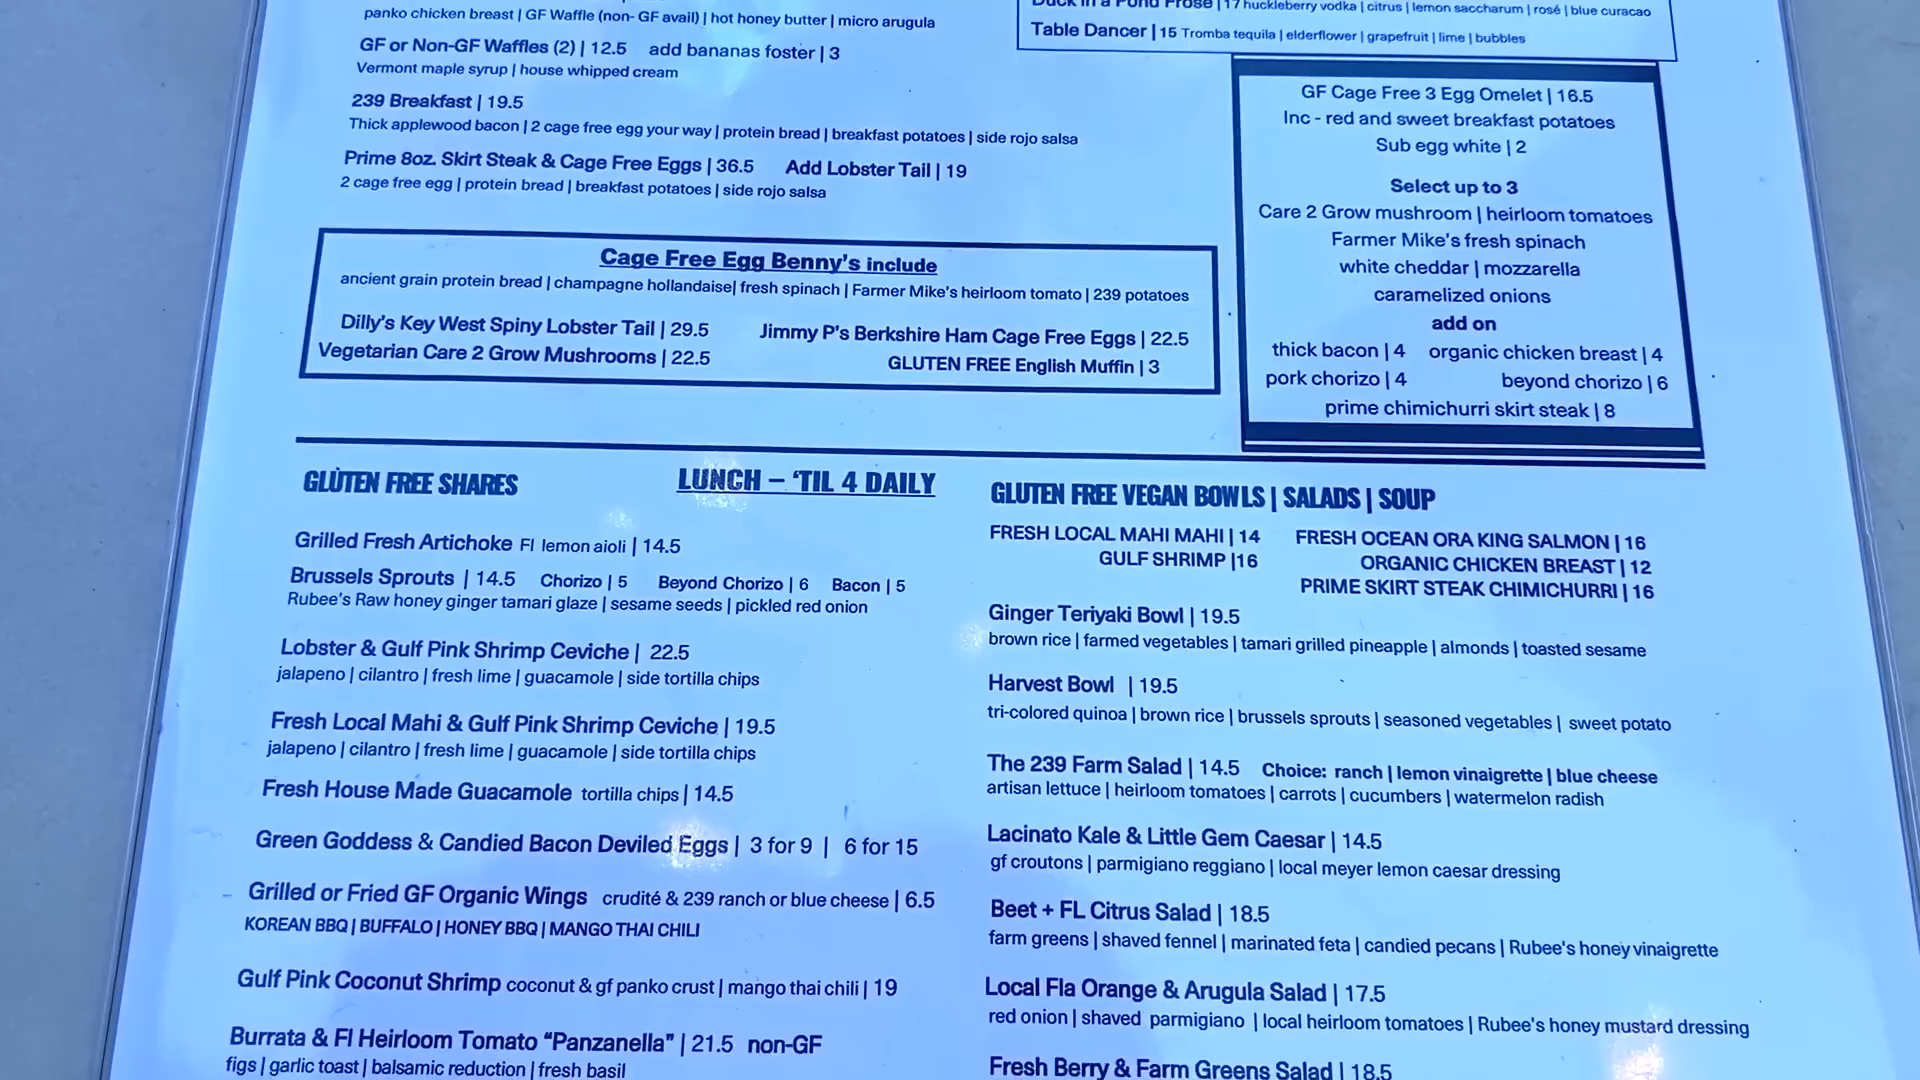 panko chicken breast | GF Waffle (non- GF avail) | hot honey butter | micro arugula
GF or Non-GF Waffles (2) | 12.5 add bananas foster | 3
Vermont maple syrup | house whipped cream
239 Breakfast | 19.5
Thick applewood bacon | 2 cage free egg your way | protein bread | breakfast potatoes | side rojo salsa
Prime 8oz. Skirt Steak & Cage Free Eggs | 36.5 Add Lobster Tail | 19
2 cage free egg | protein bread | breakfast potatoes | side rojo salsa
Duck in a Pond Frose | 17 huckleberry vodka | citrus | lemon saccharum | rosé | blue curacao
Table Dancer | 15 Tromba tequila | elderflower | grapefruit | lime | bubbles
GF Cage Free 3 Egg Omelet | 16.5
Inc - red and sweet breakfast potatoes
Sub egg white | 2
Select up to 3
Care 2 Grow mushroom | heirloom tomatoes
Farmer Mike's fresh spinach
white cheddar | mozzarella
caramelized onions
add on
thick bacon | 4 organic chicken breast | 4
pork chorizo | 4 beyond chorizo | 6
prime chimichurri skirt steak | 8
Cage Free Egg Benny's include
ancient grain protein bread | champagne hollandaise| fresh spinach | Farmer Mike's heirloom tomato | 239 potatoes
Dilly's Key West Spiny Lobster Tail | 29.5 Jimmy P's Berkshire Ham Cage Free Eggs | 22.5
Vegetarian Care 2 Grow Mushrooms | 22.5 GLUTEN FREE English Muffin | 3
LUNCH – ‘TIL 4 DAILY
GLUTEN FREE SHARES
Grilled Fresh Artichoke Fl lemon aioli | 14.5
Brussels Sprouts | 14.5 Chorizo | 5 Beyond Chorizo | 6 Bacon | 5
Rubee's Raw honey ginger tamari glaze | sesame seeds | pickled red onion
Lobster & Gulf Pink Shrimp Ceviche | 22.5
jalapeno | cilantro | fresh lime | guacamole | side tortilla chips
Fresh Local Mahi & Gulf Pink Shrimp Ceviche | 19.5
jalapeno | cilantro | fresh lime | guacamole | side tortilla chips
Fresh House Made Guacamole tortilla chips | 14.5
Green Goddess & Candied Bacon Deviled Eggs | 3 for 9 | 6 for 15
Grilled or Fried GF Organic Wings crudité & 239 ranch or blue cheese | 6.5
KOREAN BBQ | BUFFALO | HONEY BBQ | MANGO THAI CHILI
Gulf Pink Coconut Shrimp coconut & gf panko crust | mango thai chili | 19
Burrata & Fl Heirloom Tomato “Panzanella” | 21.5 non-GF
figs | garlic toast | balsamic reduction | fresh basil
GLUTEN FREE VEGAN BOWLS | SALADS | SOUP
FRESH LOCAL MAHI MAHI | 14 FRESH OCEAN ORA KING SALMON | 16
GULF SHRIMP |16 ORGANIC CHICKEN BREAST | 12
PRIME SKIRT STEAK CHIMICHURRI | 16
Ginger Teriyaki Bowl | 19.5
brown rice | farmed vegetables | tamari grilled pineapple | almonds | toasted sesame
Harvest Bowl | 19.5
tri-colored quinoa | brown rice | brussels sprouts | seasoned vegetables | sweet potato
The 239 Farm Salad | 14.5 Choice: ranch | lemon vinaigrette | blue cheese
artisan lettuce | heirloom tomatoes | carrots | cucumbers | watermelon radish
Lacinato Kale & Little Gem Caesar | 14.5
gf croutons | parmigiano reggiano | local meyer lemon caesar dressing
Beet + FL Citrus Salad | 18.5
farm greens | shaved fennel | marinated feta | candied pecans | Rubee's honey vinaigrette
Local Fla Orange & Arugula Salad | 17.5
red onion | shaved parmigiano | local heirloom tomatoes | Rubee's honey mustard dressing
Fresh Berry & Farm Greens Salad | 18.5